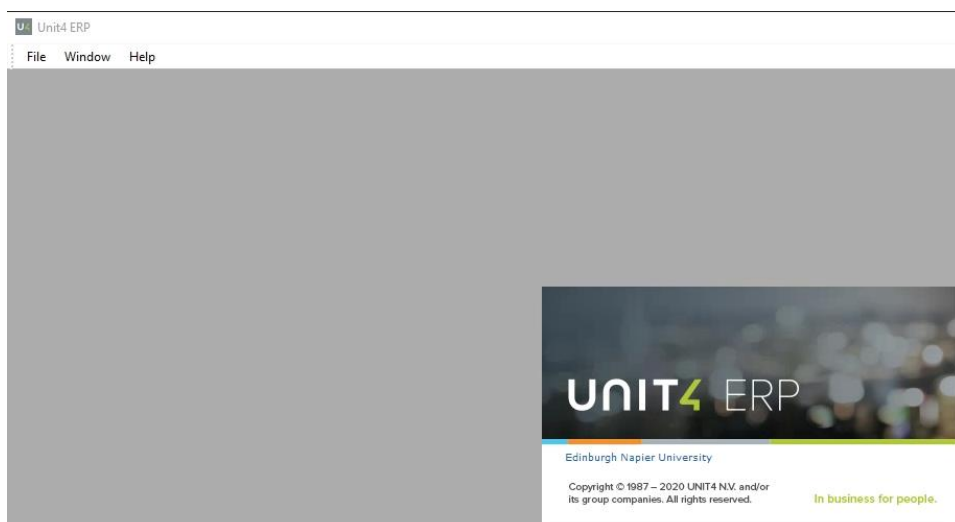 U4 Unit4 ERP
File Window Help
UNIT4 ERP
Edinburgh Napier University
Copyright © 1987 – 2020 UNIT4 N.V. and/or
its group companies. All rights reserved.
In business for people.